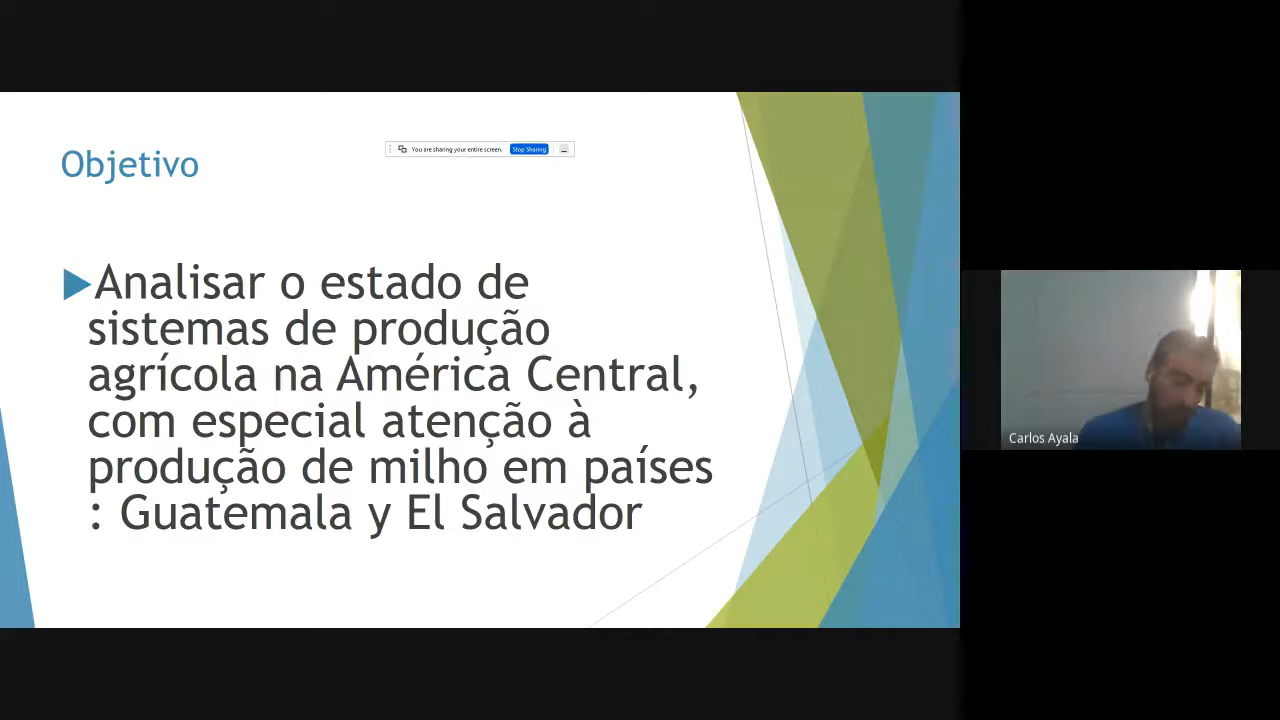 Objetivo
You are sharing your entire screen.
Stop Sharing
Analisar o estado de
sistemas de produção
agrícola na América Central,
com especial atenção à
produção de milho em países
: Guatemala y El Salvador
Carlos Ayala